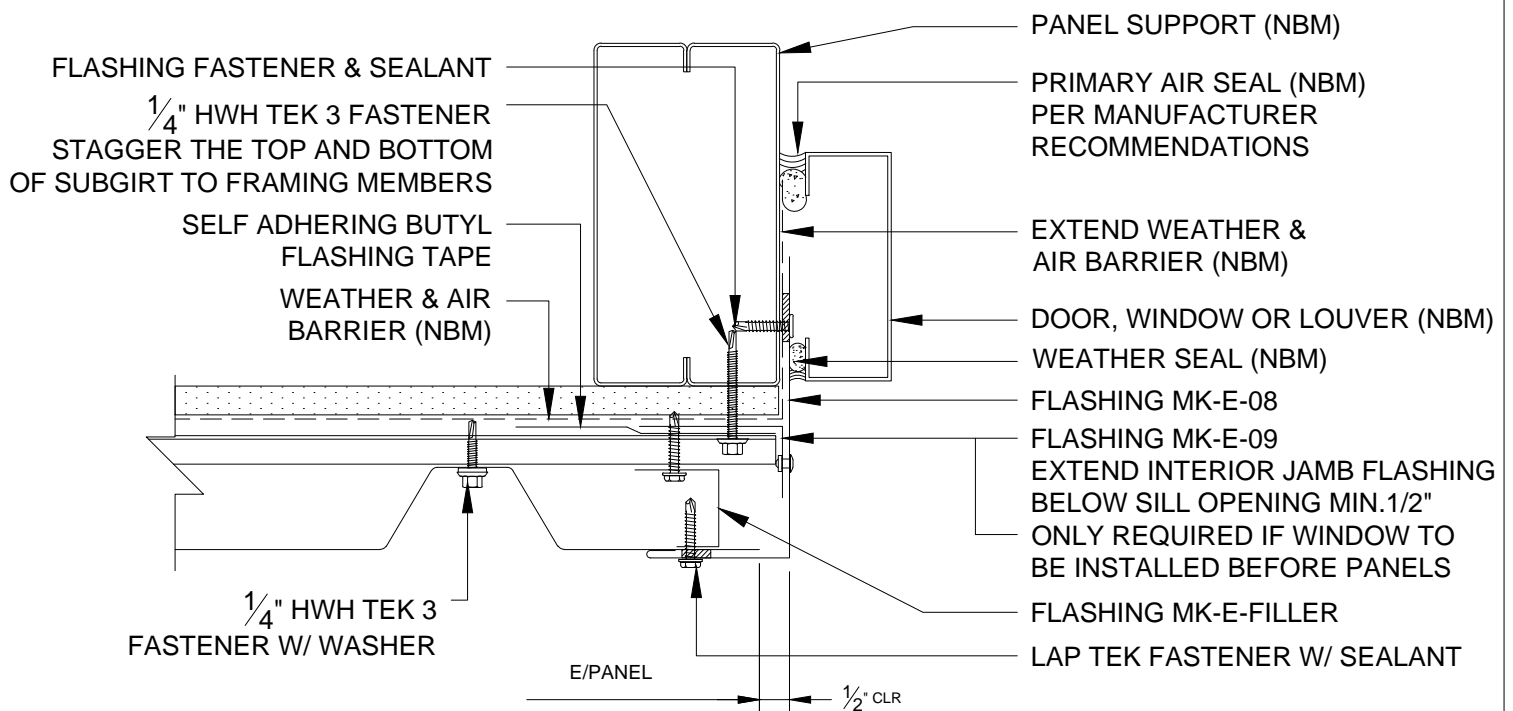 FLASHING FASTENER & SEALANT
1/4" HWH TEK 3 FASTENER
STAGGER THE TOP AND BOTTOM
OF SUBGIRT TO FRAMING MEMBERS
SELF ADHERING BUTYL
FLASHING TAPE
WEATHER & AIR
BARRIER (NBM)
1/4" HWH TEK 3
FASTENER W/ WASHER
E/PANEL
1/2" CLR
PANEL SUPPORT (NBM)
PRIMARY AIR SEAL (NBM)
PER MANUFACTURER
RECOMMENDATIONS
EXTEND WEATHER &
AIR BARRIER (NBM)
DOOR, WINDOW OR LOUVER (NBM)
WEATHER SEAL (NBM)
FLASHING MK-E-08
FLASHING MK-E-09
EXTEND INTERIOR JAMB FLASHING
BELOW SILL OPENING MIN.1/2"
ONLY REQUIRED IF WINDOW TO
BE INSTALLED BEFORE PANELS
FLASHING MK-E-FILLER
LAP TEK FASTENER W/ SEALANT